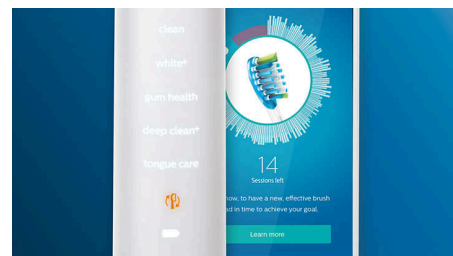 clean
white+
gum health
deep clean+
tongue care
14
Sessions left
now, to have a new, effective brush
ad in time to achieve your goal.
Learn more